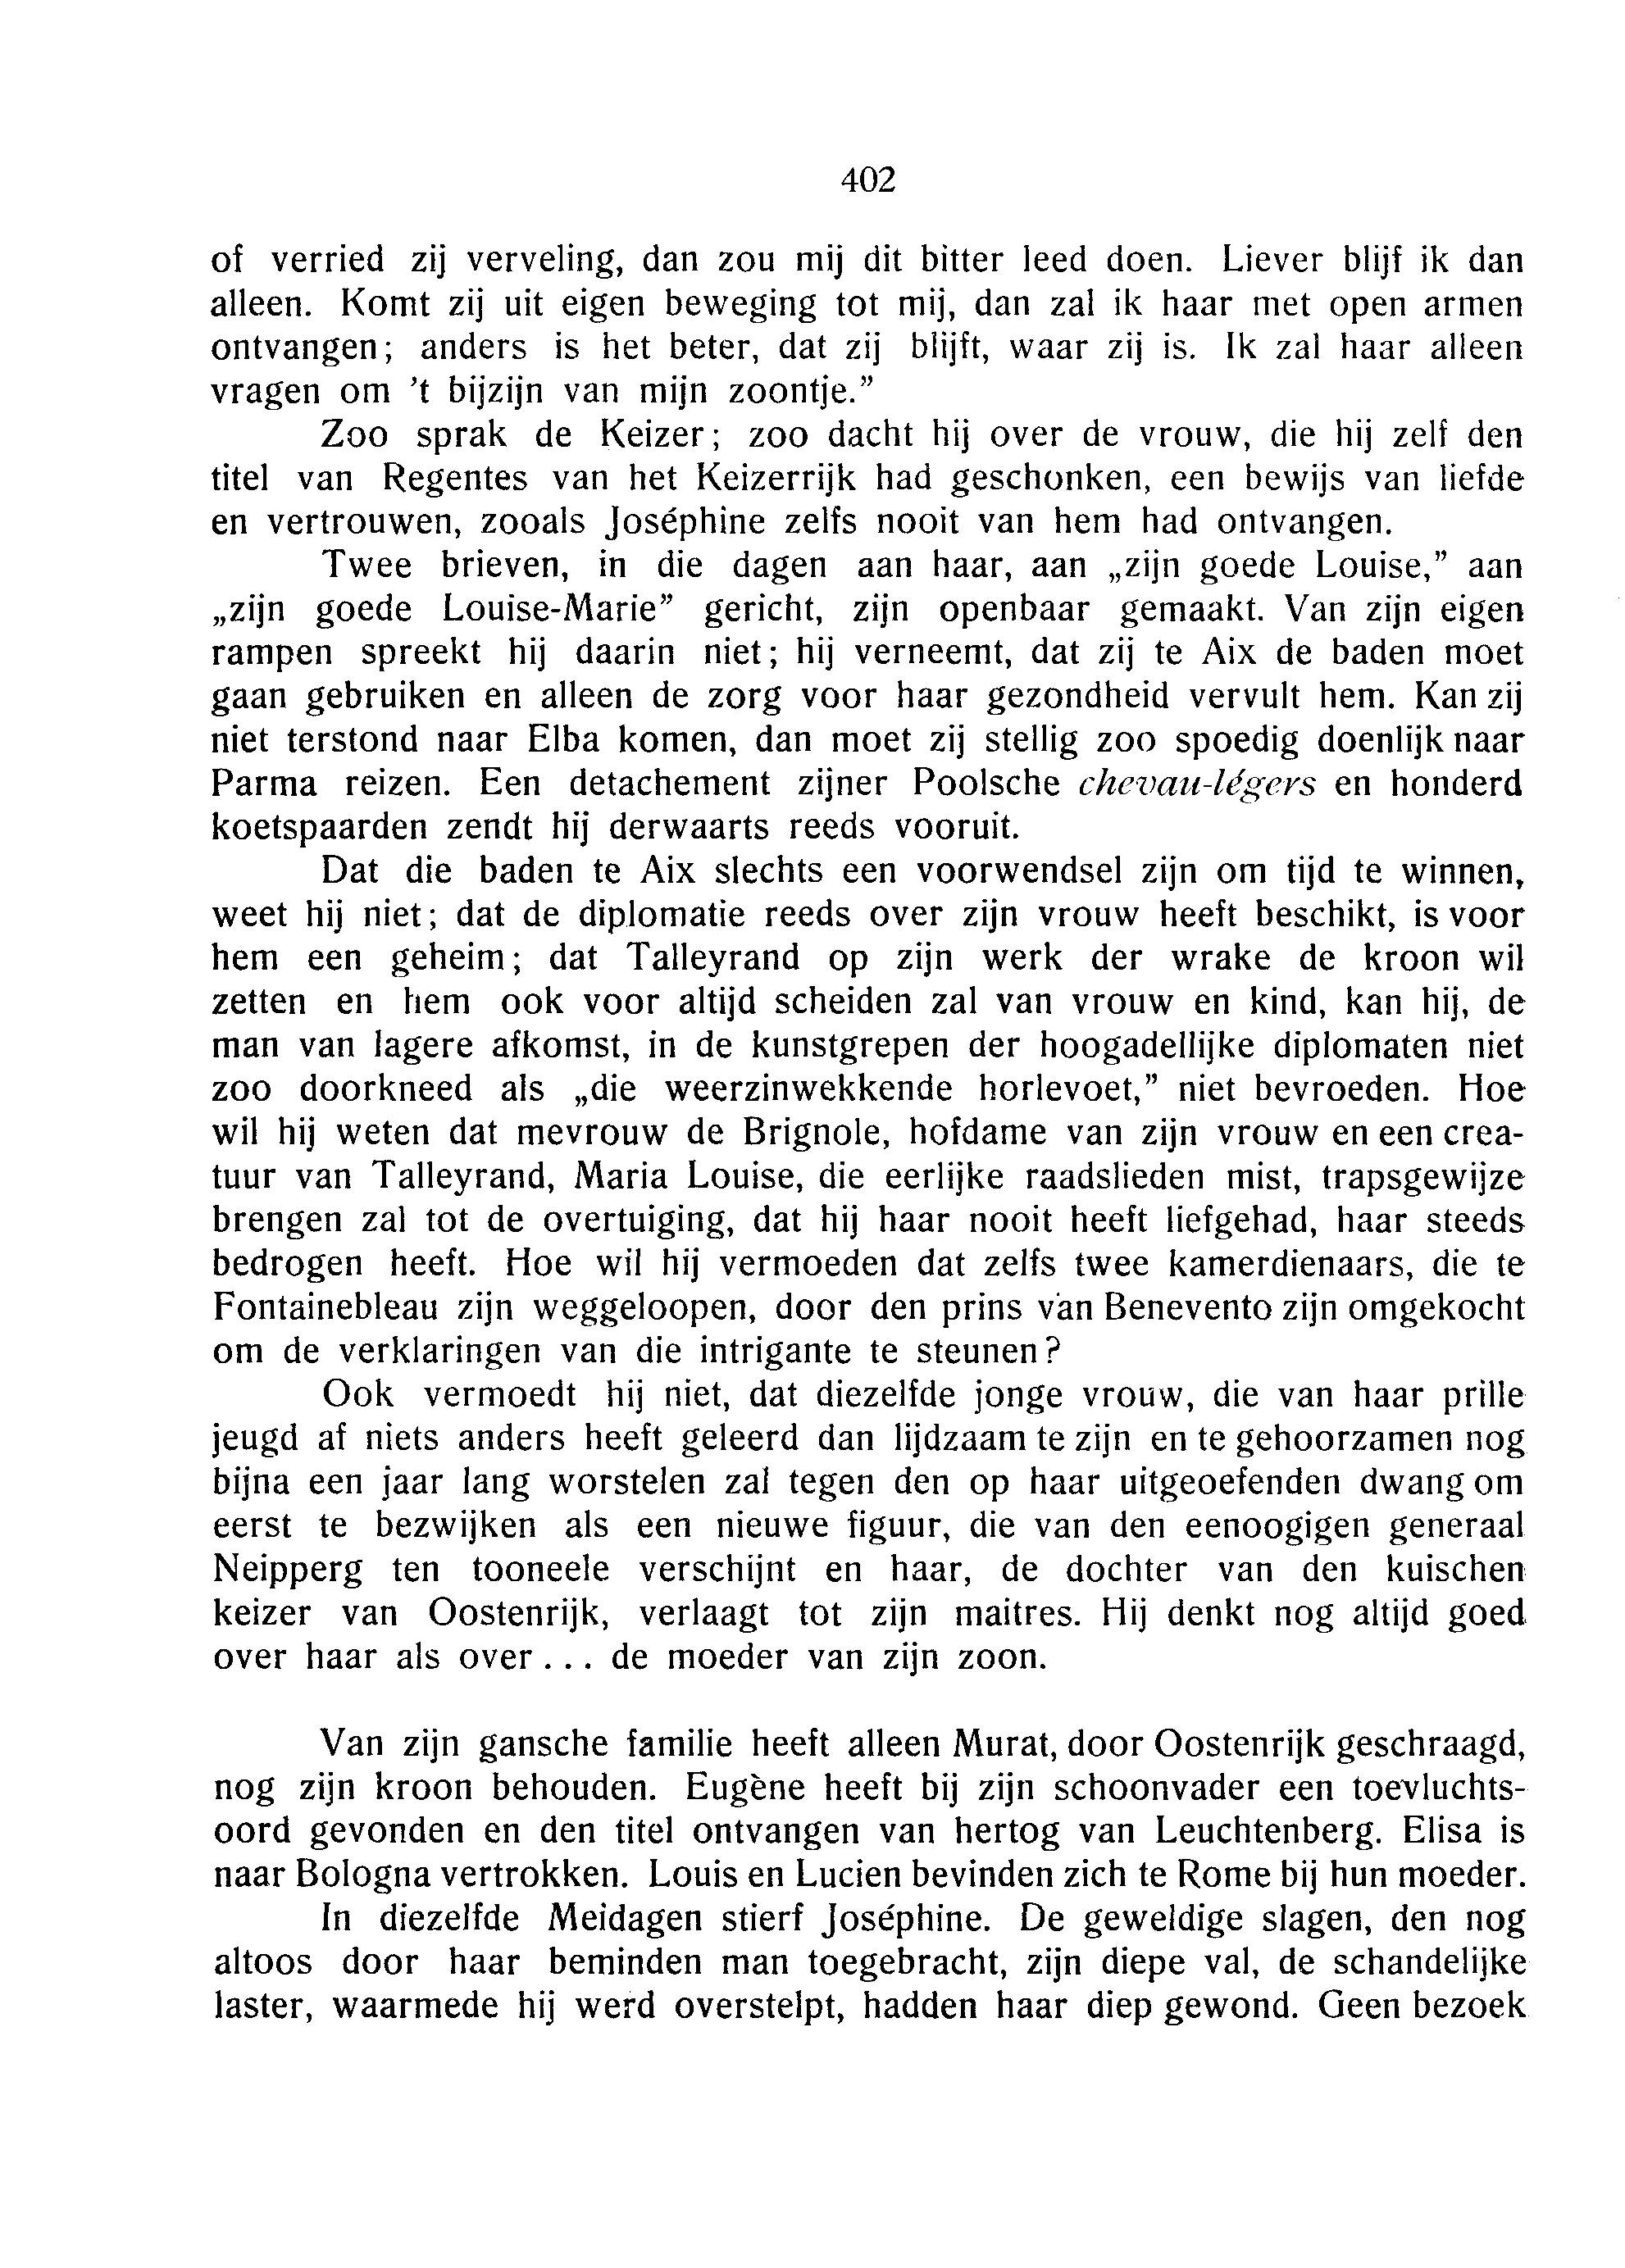 402
of verried zij verveling, dan zou mij dit bitter leed doen. Liever blijf ik dan
alleen. Komt zij uit eigen beweging tot mij, dan zal ik haar met open armen
ontvangen; anders is het beter, dat zij blijft, waar zij is. Ik zal haar alleen
vragen om ’t bijzijn van mijn zoontje.”
Zoo sprak de Keizer; zoo dacht hij over de vrouw, die hij zelf den
titel van Regentes van het Keizerrijk had geschonken, een bewijs van liefde
en vertrouwen, zooals Joséphine zelfs nooit van hem had ontvangen.
Twee brieven, in die dagen aan haar, aan „zijn goede Louise,” aan
„zijn goede Louise-Marie” gericht, zijn openbaar gemaakt. Van zijn eigen
rampen spreekt hij daarin niet; hij verneemt, dat zij te Aix de baden moet
gaan gebruiken en alleen de zorg voor haar gezondheid vervult hem. Kan zij
niet terstond naar Elba komen, dan moet zij stellig zoo spoedig doenlijk naar
Parma reizen. Een detachement zijner Poolsche chevau-légers en honderd
koetspaarden zendt hij derwaarts reeds vooruit.
Dat die baden te Aix slechts een voorwendsel zijn om tijd te winnen,
weet hij niet; dat de diplomatie reeds over zijn vrouw heeft beschikt, is voor
hem een geheim; dat Talleyrand op zijn werk der wrake de kroon wil
zetten en hem ook voor altijd scheiden zal van vrouw en kind, kan hij, de
man van lagere afkomst, in de kunstgrepen der hoogadellijke diplomaten niet
zoo doorkneed als „die weerzinwekkende horlevoet,” niet bevroeden. Hoe
wil hij weten dat mevrouw de Brignole, hofdame van zijn vrouw en een crea-
tuur van Talleyrand, Maria Louise, die eerlijke raadslieden mist, trapsgewijze
brengen zal tot de overtuiging, dat hij haar nooit heeft liefgehad, haar steeds
bedrogen heeft. Hoe wil hij vermoeden dat zelfs twee kamerdienaars, die te
Fontainebleau zijn weggeloopen, door den prins van Benevento zijn omgekocht
om de verklaringen van die intrigante te steunen?
Ook vermoedt hij niet, dat diezelfde jonge vrouw, die van haar prille
jeugd af niets anders heeft geleerd dan lijdzaam te zijn en te gehoorzamen nog
bijna een jaar lang worstelen zal tegen den op haar uitgeoefenden dwang om
eerst te bezwijken als een nieuwe figuur, die van den eenoogigen generaal
Neipperg ten tooneele verschijnt en haar, de dochter van den kuischen
keizer van Oostenrijk, verlaagt tot zijn maitres. Hij denkt nog altijd goed
over haar als over... de moeder van zijn zoon.
Van zijn gansche familie heeft alleen Murat, door Oostenrijk geschraagd,
nog zijn kroon behouden. Eugène heeft bij zijn schoonvader een toevluchts-
oord gevonden en den titel ontvangen van hertog van Leuchtenberg. Elisa is
naar Bologna vertrokken. Louis en Lucien bevinden zich te Rome bij hun moeder.
In diezelfde Meidagen stierf Joséphine. De geweldige slagen, den nog
altoos door haar beminden man toegebracht, zijn diepe val, de schandelijke
laster, waarmede hij werd overstelpt, hadden haar diep gewond. Geen bezoek